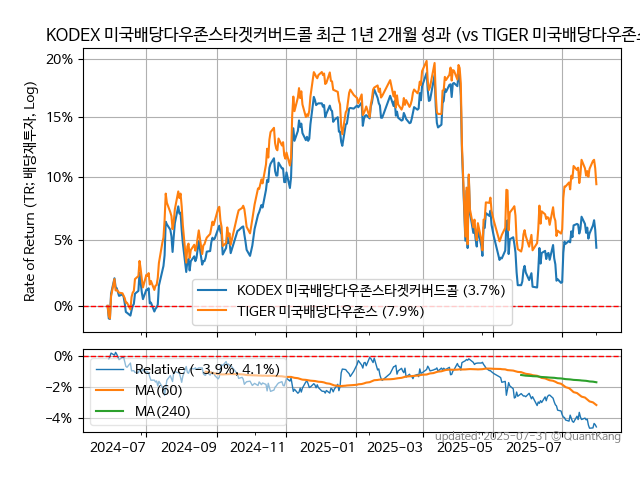 KODEX 미국배당다우존스타겟커버드콜 최근 1년 2개월 성과 (vs TIGER 미국배당다우존스
Rate of Return (TR: 배당재투자, Log)
20%
15%
10%
5%
0%
KODEX 미국배당다우존스타겟커버드콜 (3.7%)
TIGER 미국배당다우존스 (7.9%)
0%
−2%
−4%
Relative (−3.9%, 4.1%)
MA(60)
MA(240)
2024-07
2024-09
2024-11
2025-01
2025-03
2025-05
2025-07
updated: 2025-07-31 © QuantKang